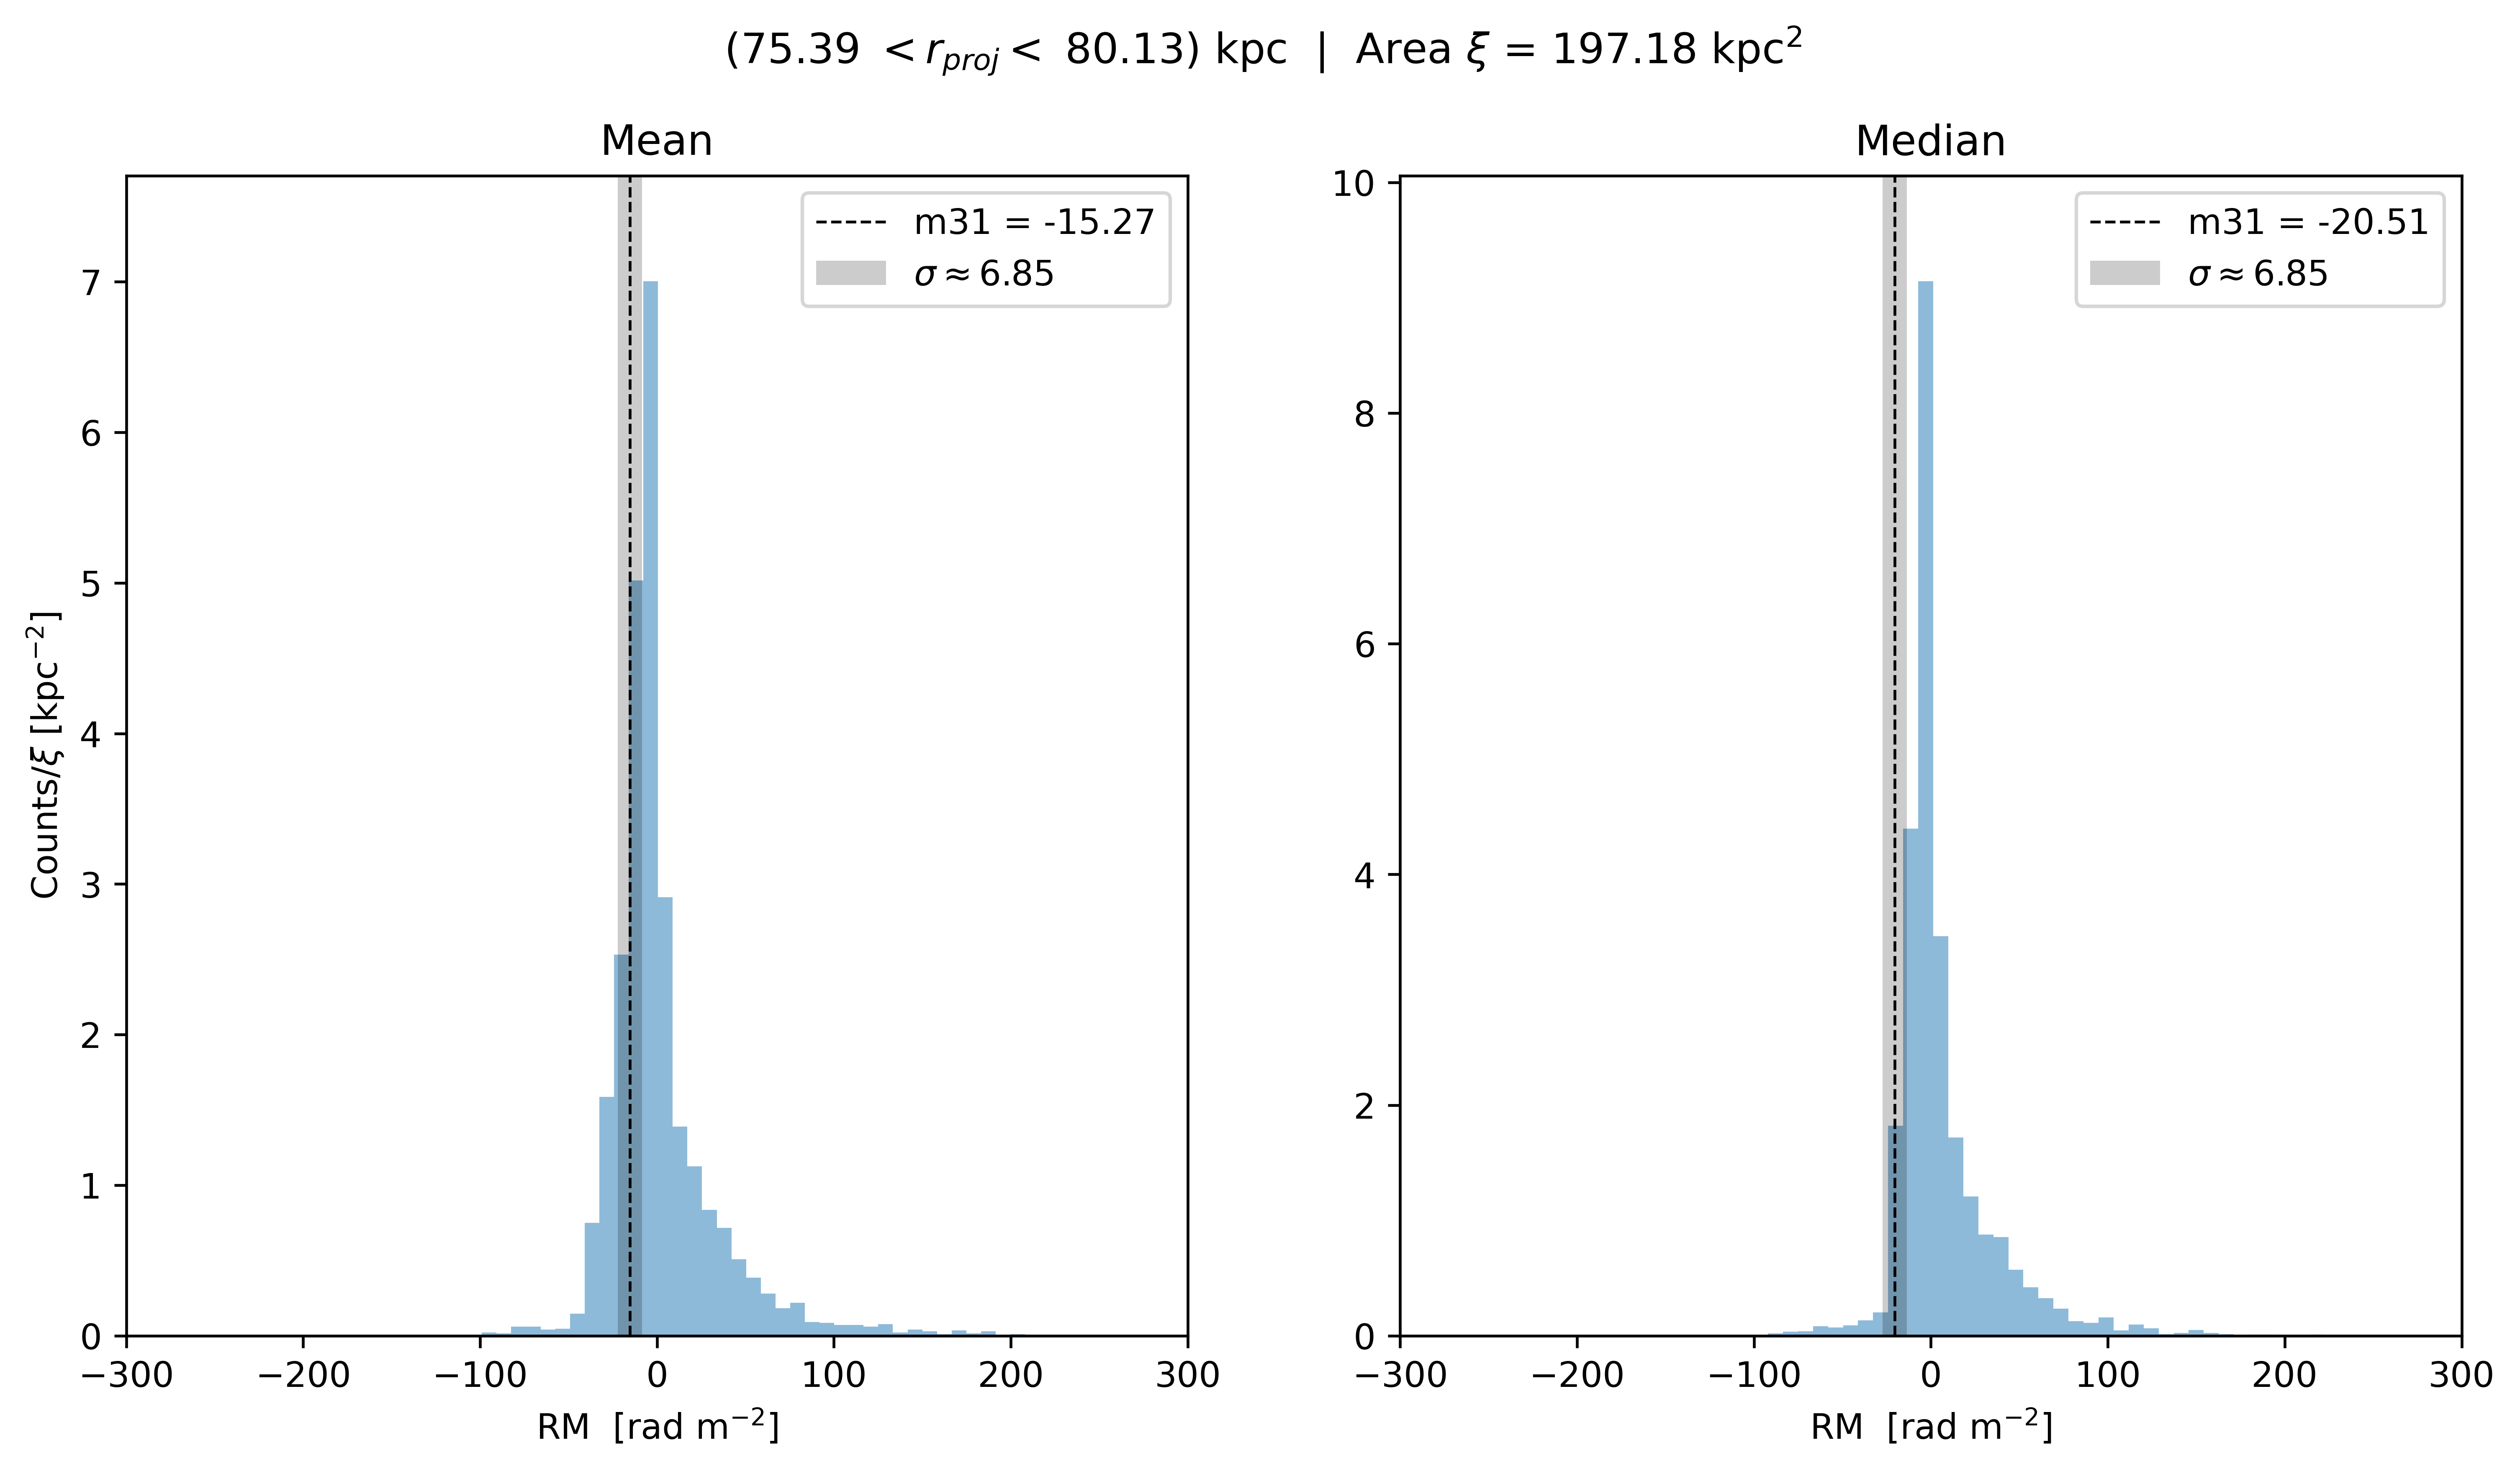 (75.39 < r_proj < 80.13) kpc | Area ξ = 197.18 kpc²
Mean
m31 = -15.27
σ ≈ 6.85
7
6
5
4
3
2
1
0
Counts/ξ [kpc⁻²]
−300 −200 −100 0 100 200 300
RM [rad m⁻²]
Median
m31 = -20.51
σ ≈ 6.85
10
8
6
4
2
0
−300 −200 −100 0 100 200 300
RM [rad m⁻²]